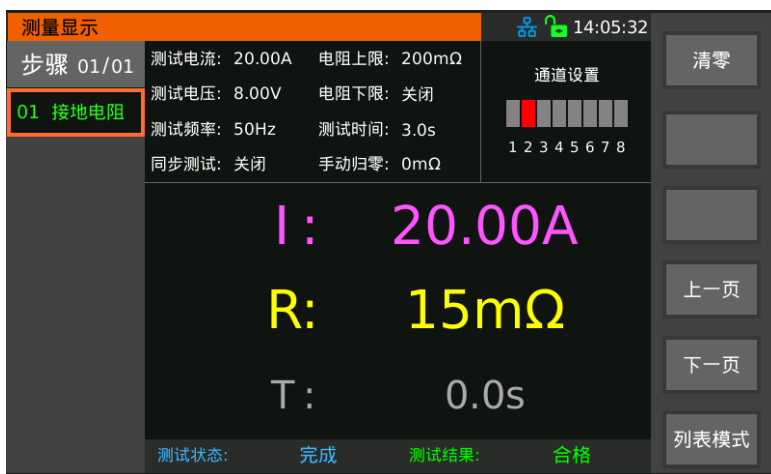 测量显示
14:05:32
步骤 01/01
01 接地电阻
测试电流: 20.00A 电阻上限: 200mΩ
测试电压: 8.00V 电阻下限: 关闭
测试频率: 50Hz 测试时间: 3.0s
同步测试: 关闭 手动归零: 0mΩ
通道设置
1 2 3 4 5 6 7 8
I: 20.00A
R: 15mΩ
T: 0.0s
测试状态: 完成 测试结果: 合格
清零
上一页
下一页
列表模式